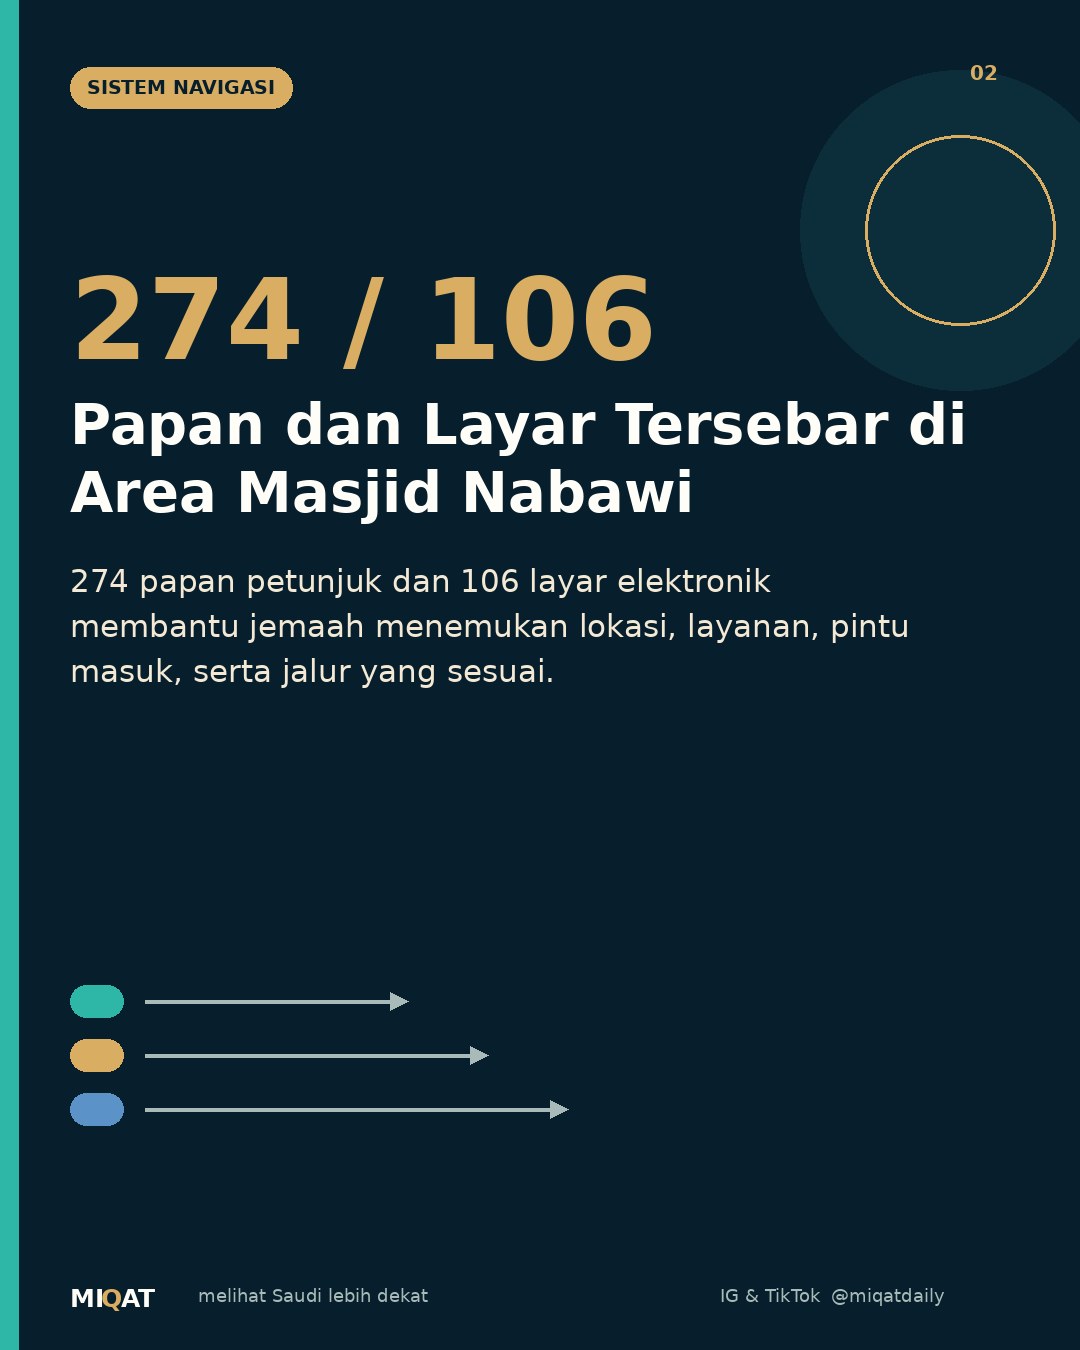 SISTEM NAVIGASI
02
274 / 106
Papan dan Layar Tersebar di
Area Masjid Nabawi
274 papan petunjuk dan 106 layar elektronik
membantu jemaah menemukan lokasi, layanan, pintu
masuk, serta jalur yang sesuai.
MIQAT
melihat Saudi lebih dekat
IG & TikTok @miqatdaily